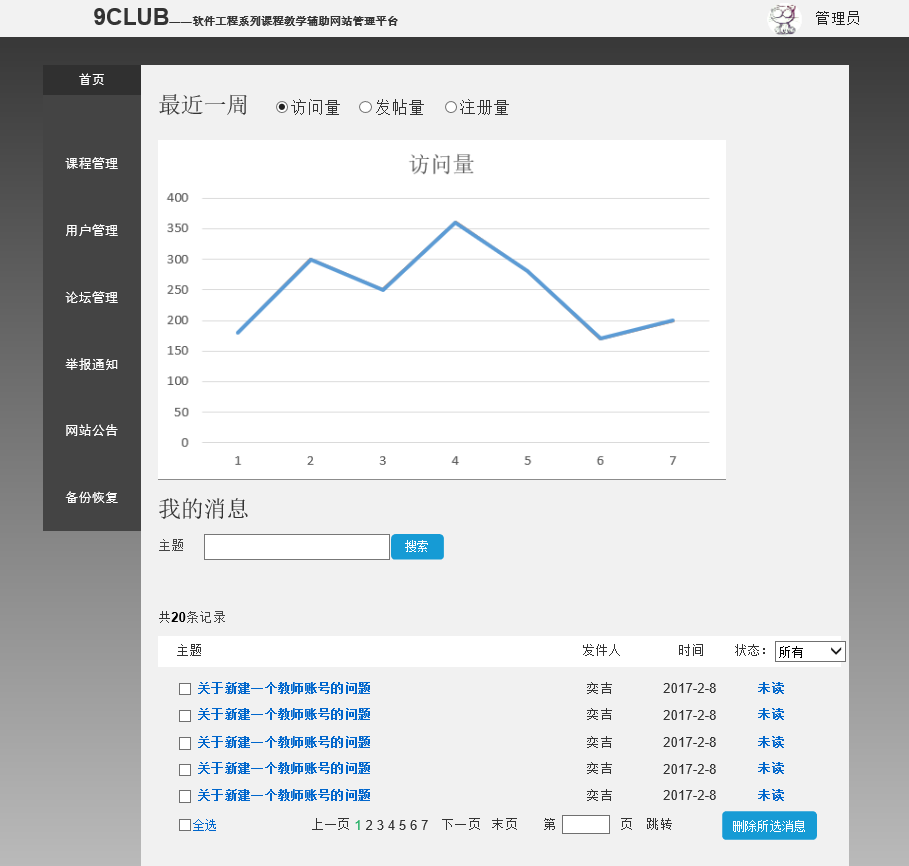 9CLUB——软件工程系列课程教学辅助网站管理平台
管理员
首页
课程管理
用户管理
论坛管理
举报通知
网站公告
备份恢复
最近一周 访问量 发帖量 注册量
访问量
400
350
300
250
200
150
100
50
0
1 2 3 4 5 6 7
我的消息
主题 搜索
共20条记录
主题 发件人 时间 状态: 所有
关于新建一个教师账号的问题 奕吉 2017-2-8 未读
关于新建一个教师账号的问题 奕吉 2017-2-8 未读
关于新建一个教师账号的问题 奕吉 2017-2-8 未读
关于新建一个教师账号的问题 奕吉 2017-2-8 未读
关于新建一个教师账号的问题 奕吉 2017-2-8 未读
全选 上一页 1 2 3 4 5 6 7 下一页 末页 第 页 跳转 删除所选消息